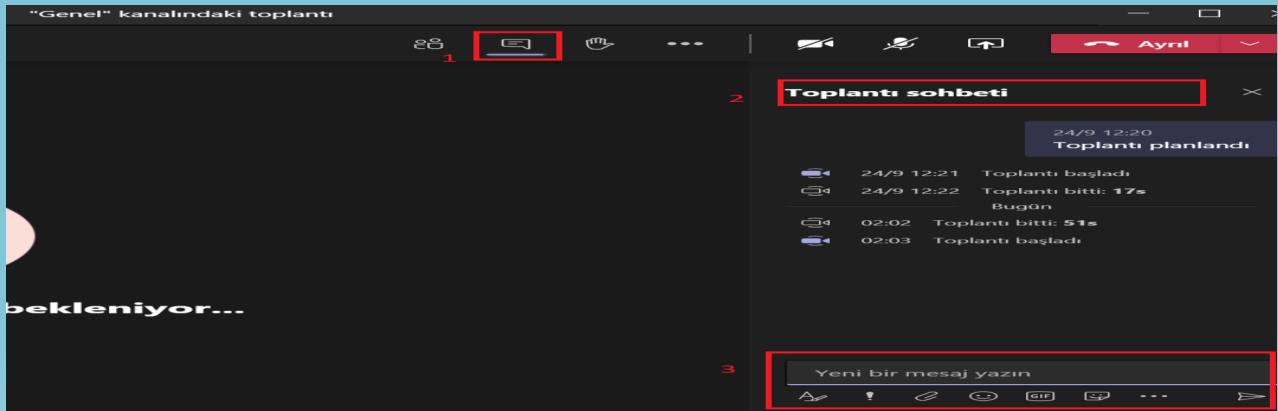 "Genel" kanalındaki toplantı
1
Ayrıl
2
Toplantı sohbeti
24/9 12:20
Toplantı planlandı
24/9 12:21 Toplantı başladı
24/9 12:22 Toplantı bitti: 17s
Bugün
02:02 Toplantı bitti: 51s
02:03 Toplantı başladı
bekleniyor...
3
Yeni bir mesaj yazın
GIF